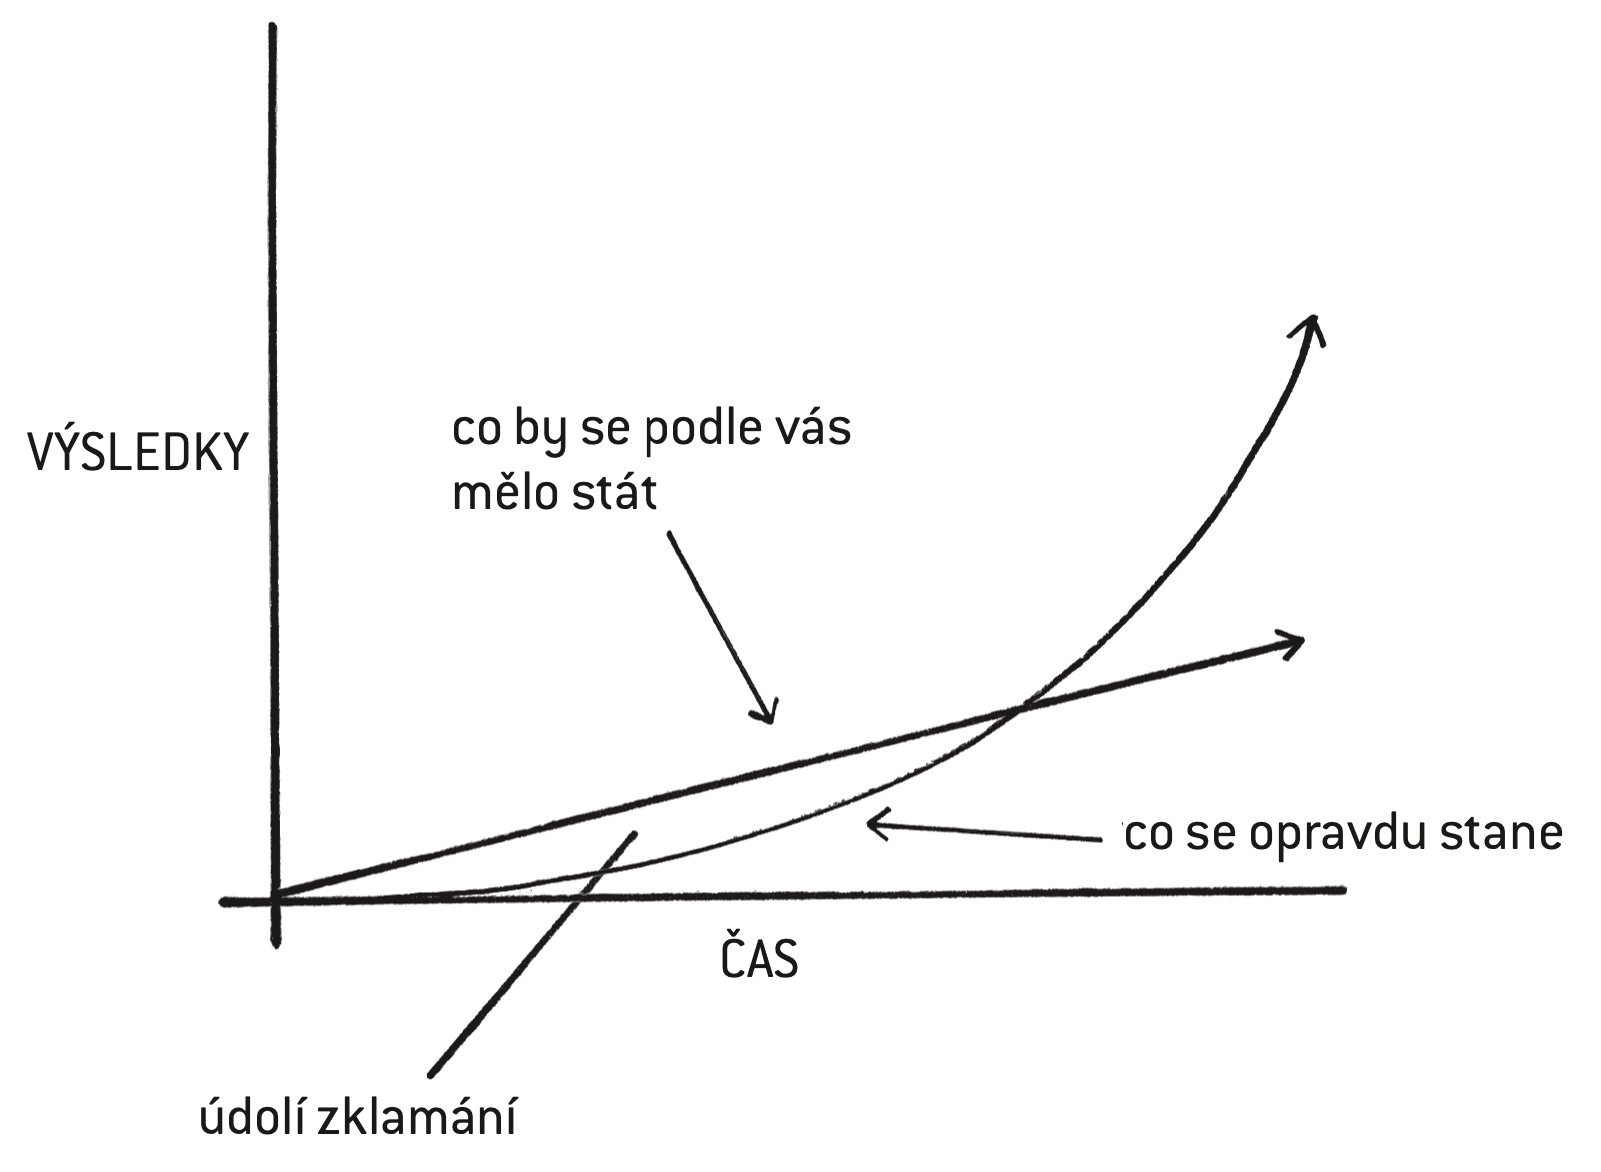 VÝSLEDKY
co by se podle vás
mělo stát
co se opravdu stane
ČAS
údolí zklamání